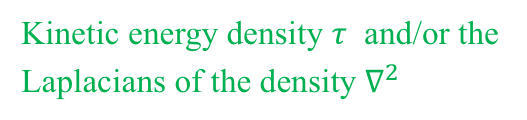 Kinetic energy density τ and/or the
Laplacians of the density ∇²